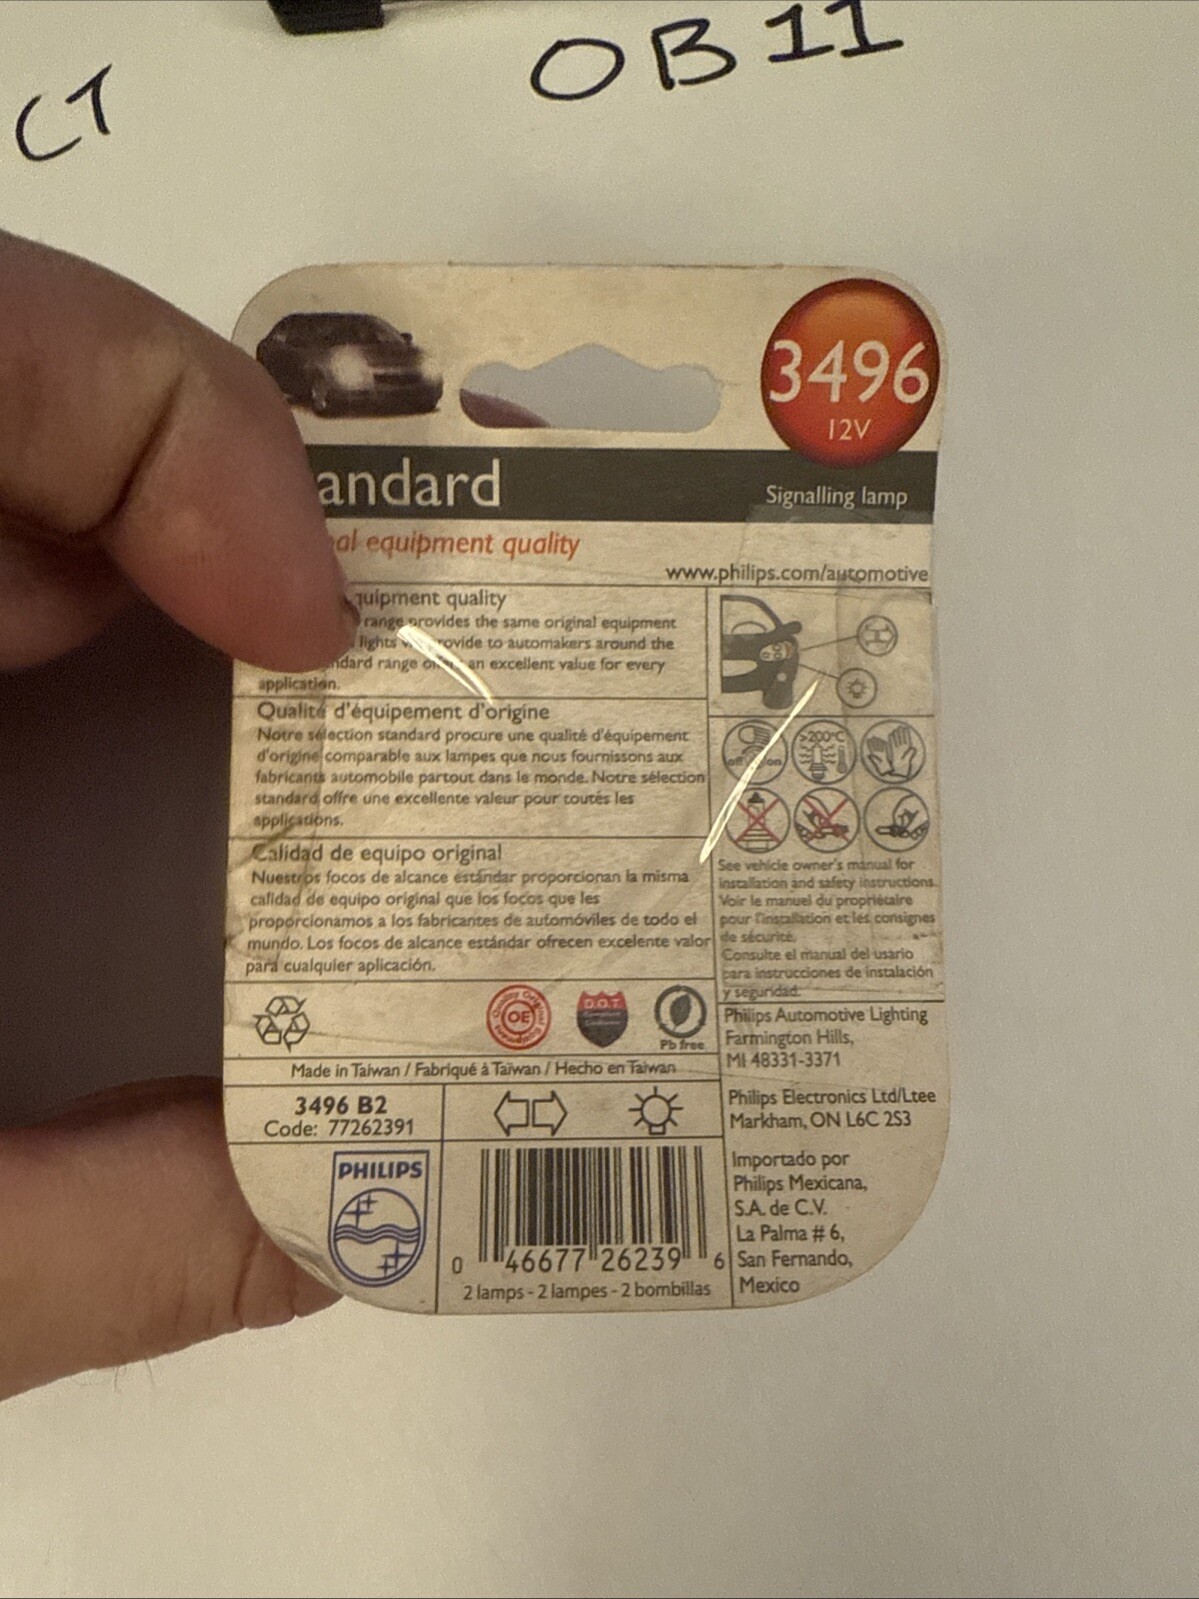 OB11
CT
3496
12V
andard
Signalling lamp
al equipment quality
www.philips.com/automotive
quipment quality
range provides the same original equipment
lights ovide to automakers around the
ndard range an excellent value for every
application.
Qualité d'équipement d'origine
Notre sélection standard procure une qualité d'équipement
d'origine comparable aux lampes que nous fournissons aux
fabricants automobile partout dans le monde. Notre sélection
standard offre une excellente valeur pour toutes les
applications.
Calidad de equipo original
Nuestros focos de alcance estándar proporcionan la misma
calidad de equipo original que los focos que les
proporcionamos a los fabricantes de automóviles de todo el
mundo. Los focos de alcance estándar ofrecen excelente valor
para cualquier aplicación.
off on
>200°C
See vehicle owner's manual for
installation and safety instructions.
Voir le manuel du propriétaire
pour l'installation et les consignes
de sécurité.
Consulte el manual del usario
para instrucciones de instalación
y seguridad.
Quality Original Equipment
OE
D.O.T.
Pb free
Made in Taiwan / Fabriqué à Taïwan / Hecho en Taiwan
Philips Automotive Lighting
Farmington Hills,
MI 48331-3371
3496 B2
Code: 77262391
Philips Electronics Ltd/Ltee
Markham, ON L6C 2S3
PHILIPS
0 46677 26239 6
2 lamps - 2 lampes - 2 bombillas
Importado por
Philips Mexicana,
S.A. de C.V.
La Palma # 6,
San Fernando,
Mexico